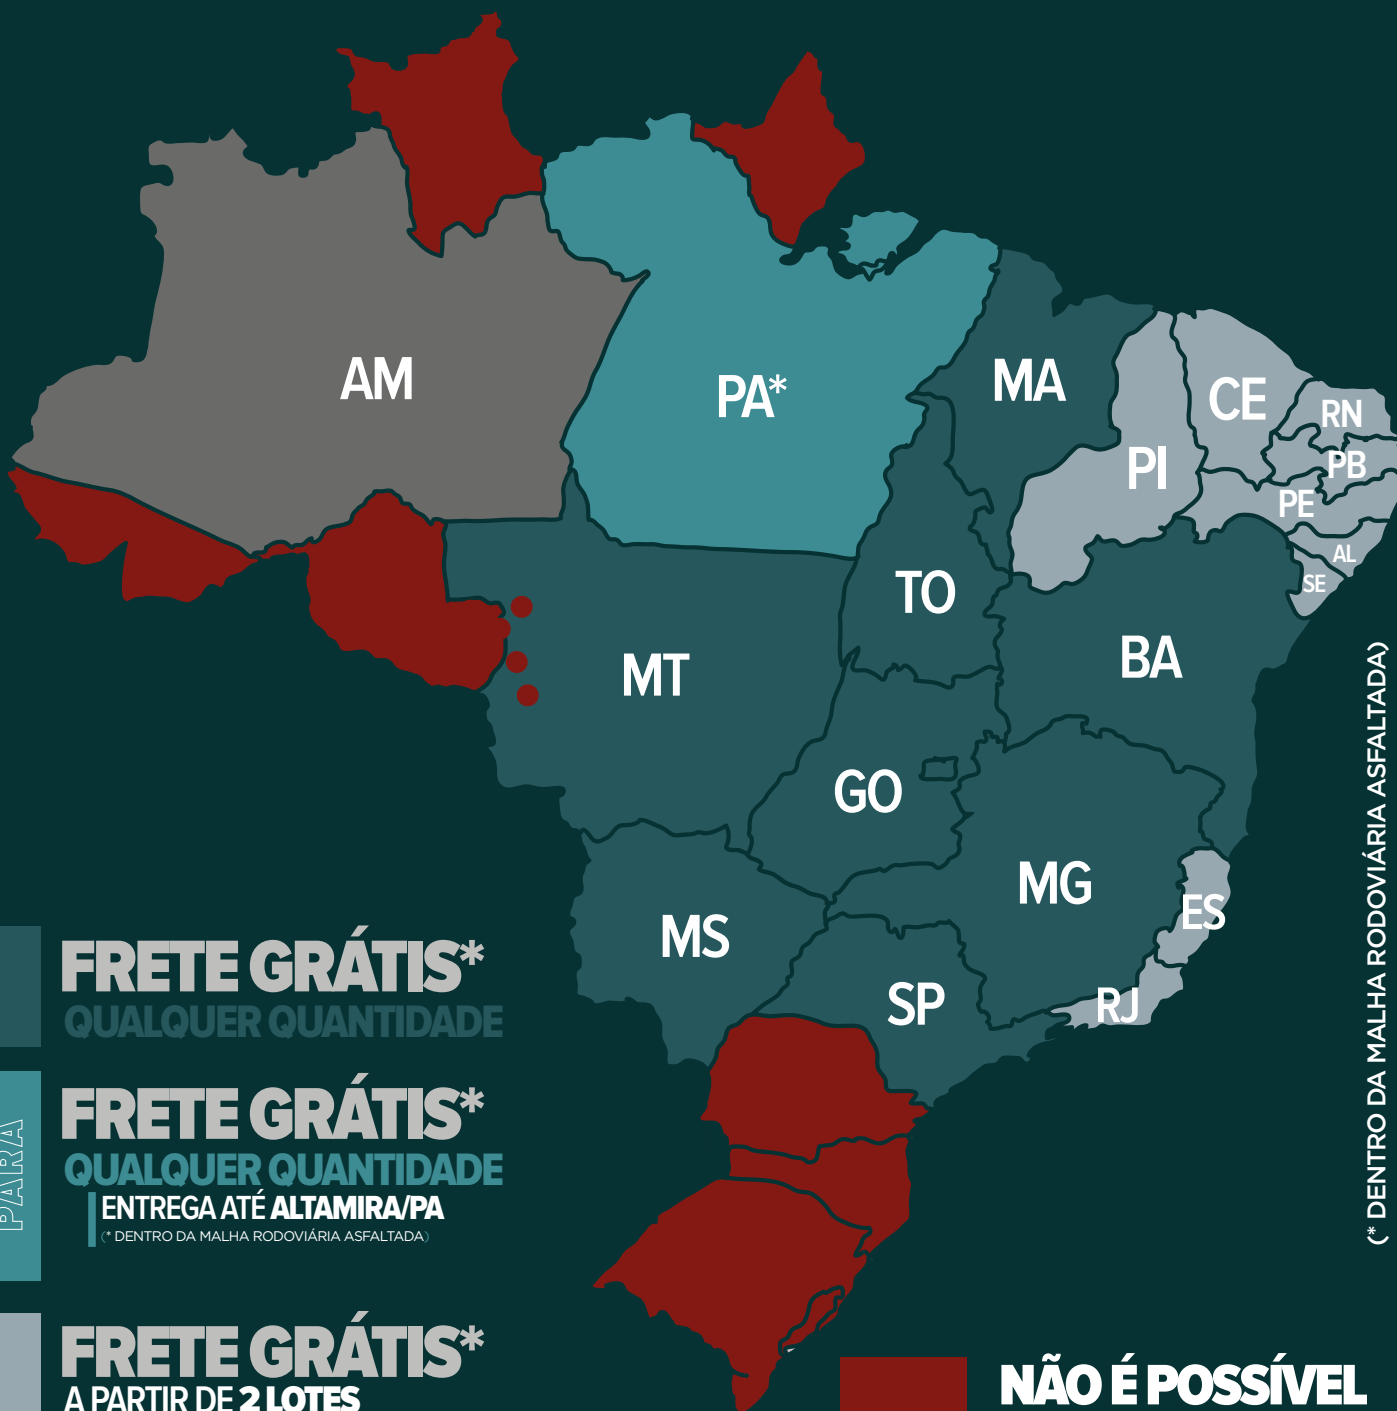 AM
PA*
MA
PI
CE
RN
PB
PE
AL
SE
TO
BA
MT
GO
MG
ES
MS
SP
RJ
FRETE GRÁTIS*
QUALQUER QUANTIDADE
PARA
FRETE GRÁTIS*
QUALQUER QUANTIDADE
ENTREGA ATÉ ALTAMIRA/PA
(* DENTRO DA MALHA RODOVIÁRIA ASFALTADA)
FRETE GRÁTIS*
A PARTIR DE 2 LOTES
NÃO É POSSÍVEL
(* DENTRO DA MALHA RODOVIÁRIA ASFALTADA)